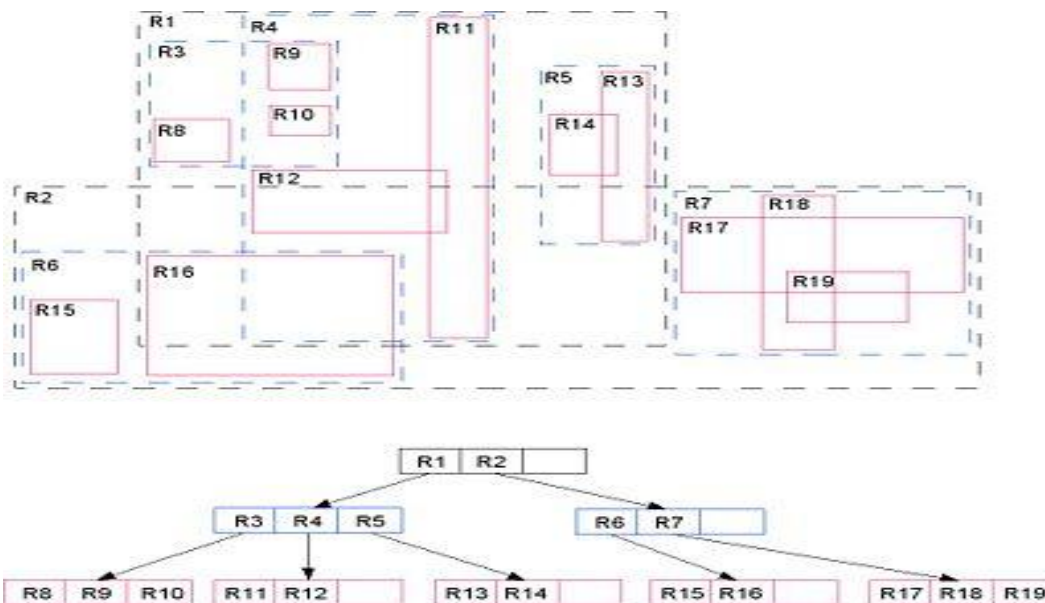 R1 R4 R11
R3 R9
R5 R13
R10
R8 R14
R12
R2 R7 R18
R17
R6
R16
R19
R15
R1 R2
R3 R4 R5 R6 R7
R8 R9 R10 R11 R12 R13 R14 R15 R16 R17 R18 R19